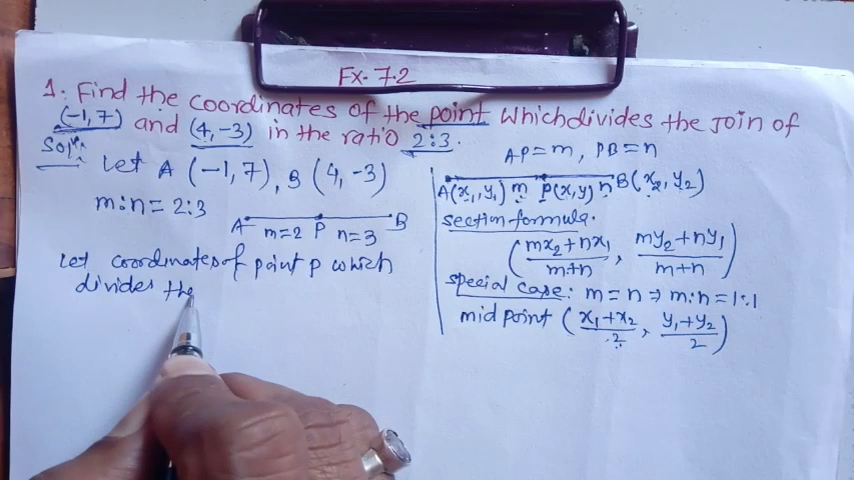 Ex- 7.2
1. Find the coordinates of the point which divides the join of
(-1,7) and (4,-3) in the ratio 2:3.
Soln:
Let A (-1,7), B (4,-3)
m:n = 2:3
A m=2 P n=3 B
Let coordinates of point P which
divides the
AP=m, PB=n
A(x₁,y₁) m P(x,y) n B(x₂,y₂)
section formula.
(mx₂+nx₁/m+n, my₂+ny₁/m+n)
special case: m=n ⇒ m:n=1:1
mid point (x₁+x₂/2, y₁+y₂/2)